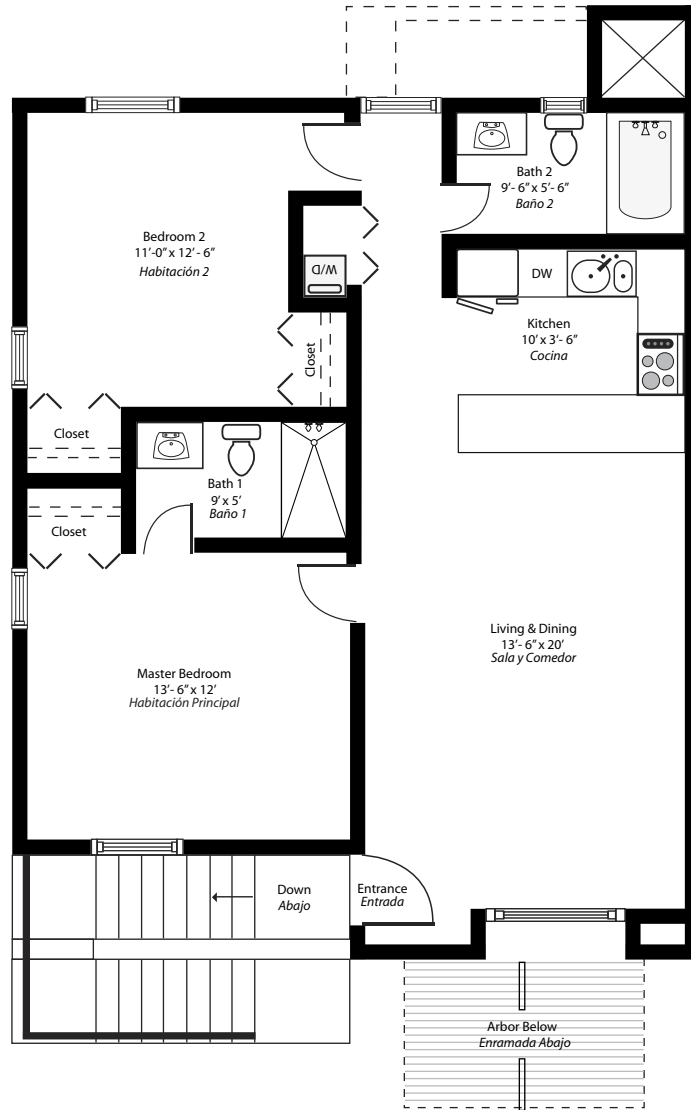 Bath 2
9’- 6” x 5’- 6”
Baño 2
Bedroom 2
11’-0” x 12’ - 6”
Habitación 2
W/D
DW
Kitchen
10’ x 3’- 6”
Cocina
Closet
Closet
Bath 1
9’ x 5’
Baño 1
Closet
Living & Dining
13’- 6” x 20’
Sala y Comedor
Master Bedroom
13’- 6” x 12’
Habitación Principal
Down
Abajo
Entrance
Entrada
Arbor Below
Enramada Abajo